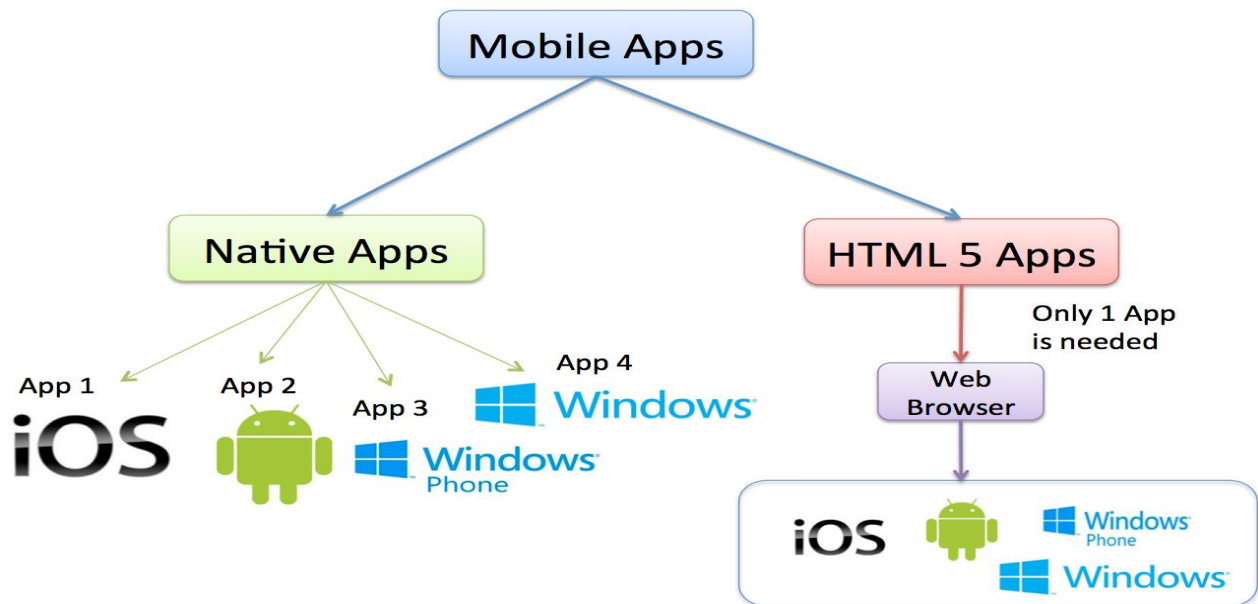 Mobile Apps
Native Apps
HTML 5 Apps
Only 1 App
is needed
App 1
iOS
App 2
App 3
Windows
Phone
App 4
Windows
Web
Browser
iOS
Windows
Phone
Windows